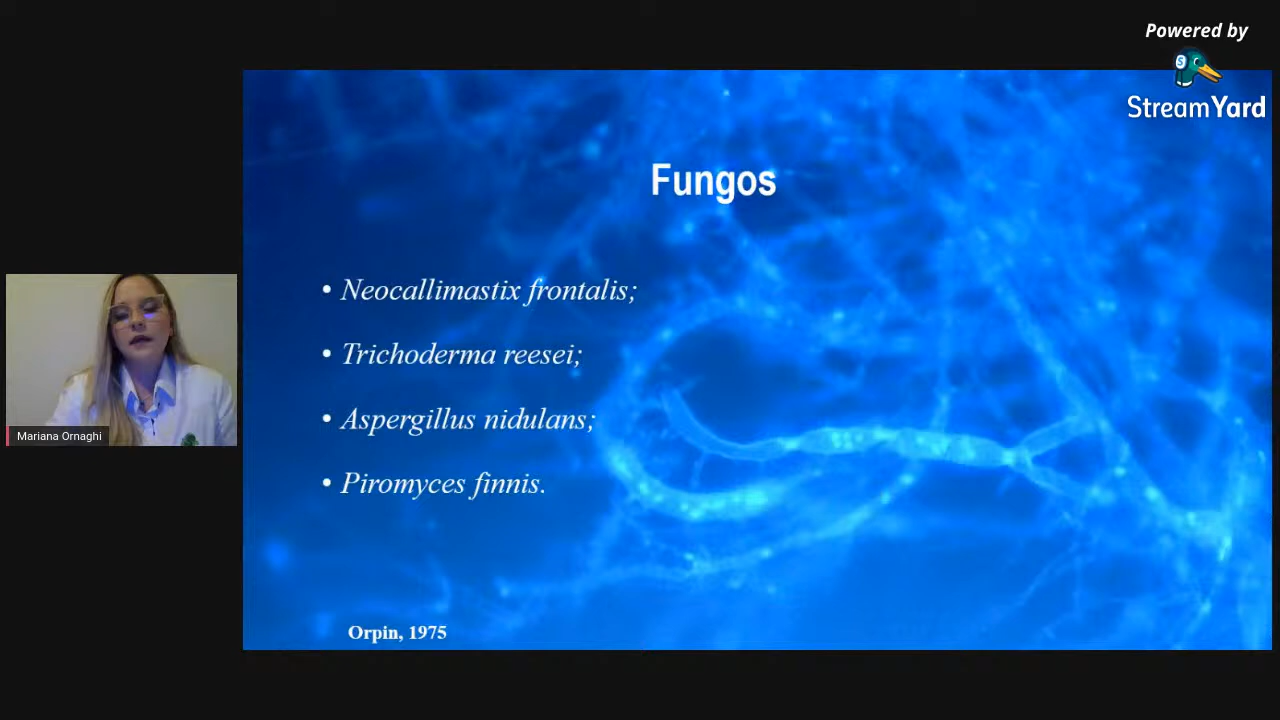 Powered by
StreamYard
Fungos
• Neocallimastix frontalis;
• Trichoderma reesei;
• Aspergillus nidulans;
• Piromyces finnis.
Mariana Ornaghi
Orpin, 1975